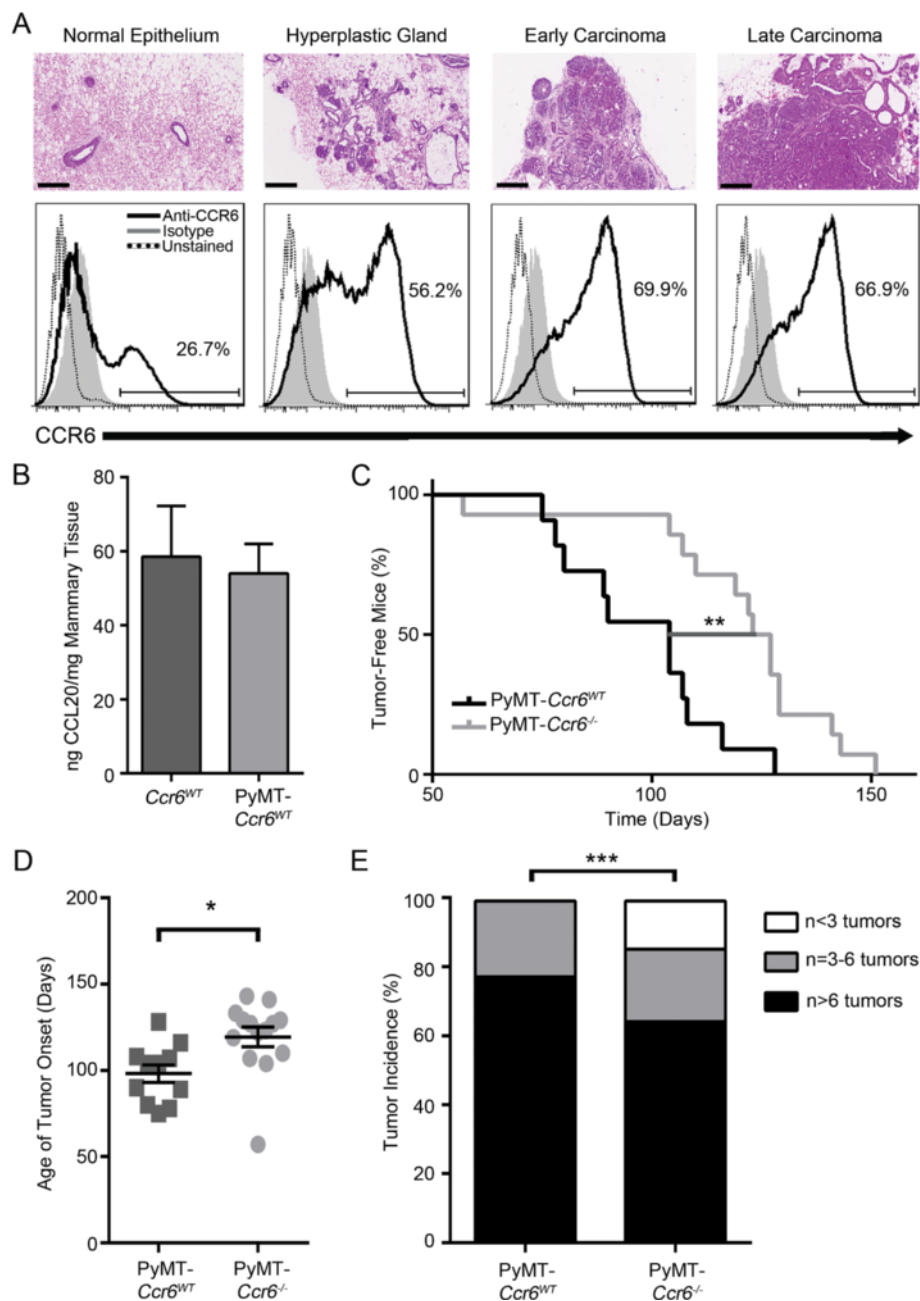 A
Normal Epithelium
Hyperplastic Gland
Early Carcinoma
Late Carcinoma
Anti-CCR6
Isotype
Unstained
26.7%
56.2%
69.9%
66.9%
CCR6
B
ng CCL20/mg Mammary Tissue
80
60
40
20
0
Ccr6WT
PyMT-
Ccr6WT
C
Tumor-Free Mice (%)
100
50
0
**
PyMT-Ccr6WT
PyMT-Ccr6-/-
50
100
150
Time (Days)
D
Age of Tumor Onset (Days)
200
150
100
50
0
*
PyMT-
Ccr6WT
PyMT-
Ccr6-/-
E
Tumor Incidence (%)
100
80
60
40
20
0
***
n<3 tumors
n=3-6 tumors
n>6 tumors
PyMT-
Ccr6WT
PyMT-
Ccr6-/-